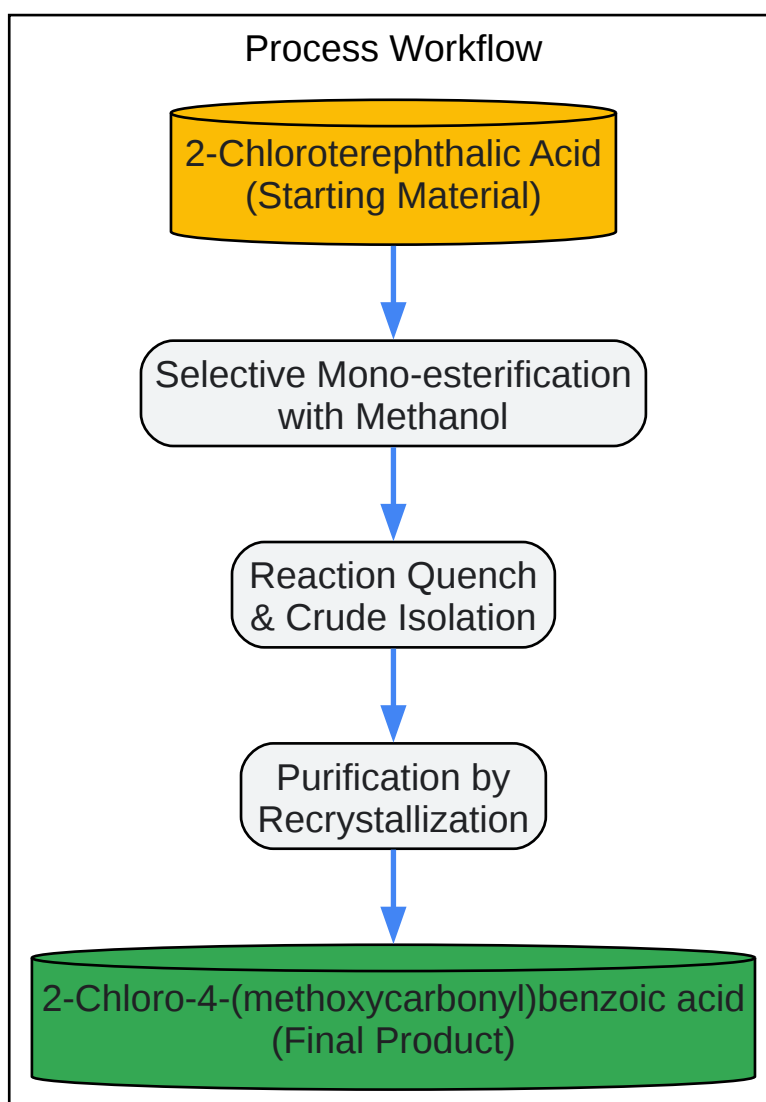 Process Workflow
2-Chloroterephthalic Acid
(Starting Material)
Selective Mono-esterification
with Methanol
Reaction Quench
& Crude Isolation
Purification by
Recrystallization
2-Chloro-4-(methoxycarbonyl)benzoic acid
(Final Product)